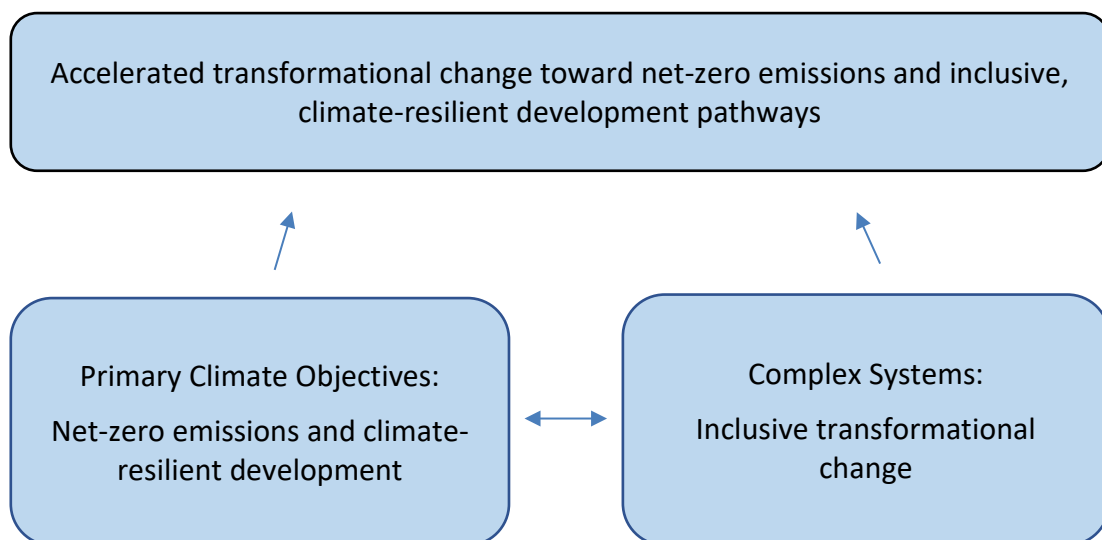 Accelerated transformational change toward net-zero emissions and inclusive,
climate-resilient development pathways
Primary Climate Objectives:
Net-zero emissions and climate-
resilient development
Complex Systems:
Inclusive transformational
change